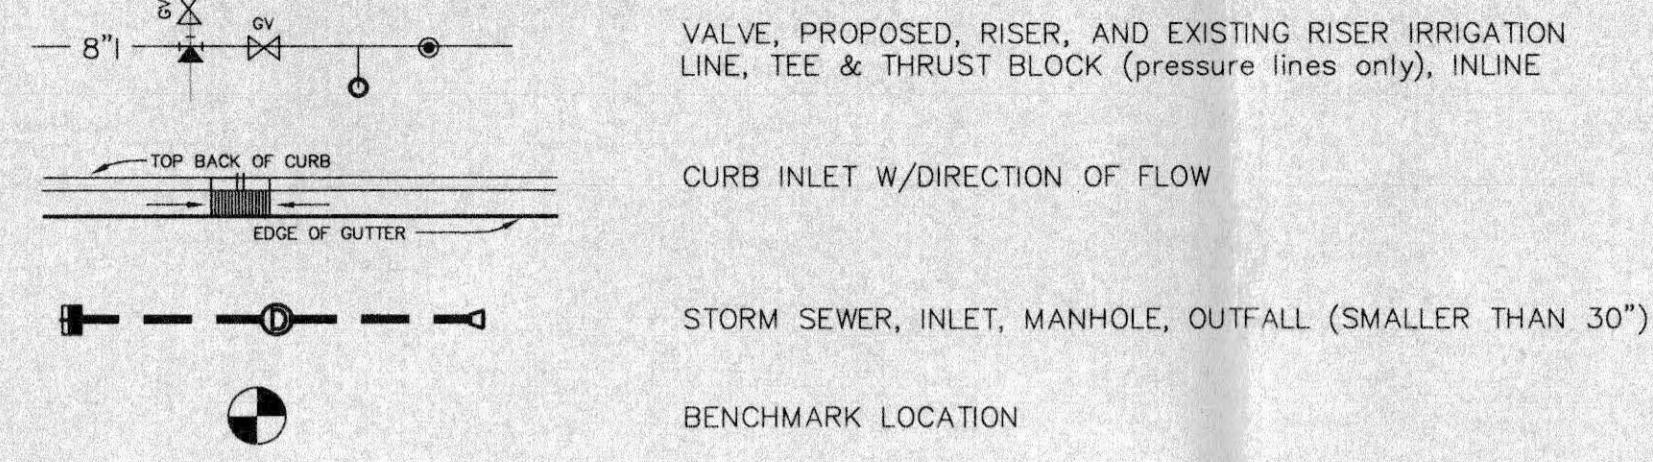 GV
GV
8"I
VALVE, PROPOSED, RISER, AND EXISTING RISER IRRIGATION
LINE, TEE & THRUST BLOCK (pressure lines only), INLINE
TOP BACK OF CURB
EDGE OF GUTTER
CURB INLET W/DIRECTION OF FLOW
D
STORM SEWER, INLET, MANHOLE, OUTFALL (SMALLER THAN 30")
BENCHMARK LOCATION